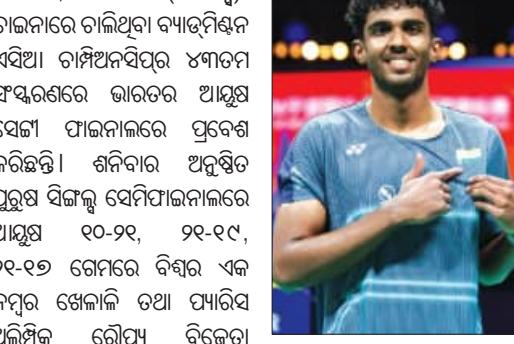 ଚାଇନାରେ ଚାଲିଥିବା ବ୍ୟାଡ୍‌ମିଣ୍ଟନ
ଏସିଆ ଚାମ୍ପିଅନସିପ୍‌ର ୪୩ତମ
ସଂସ୍କରଣରେ ଭାରତର ଆୟୁଷ
ସେଟ୍ଟୀ ଫାଇନାଲରେ ପ୍ରବେଶ
କରିଛନ୍ତି। ଶନିବାର ଅନୁଷ୍ଠିତ
ପୁରୁଷ ସିଙ୍ଗଲ୍ସ ସେମିଫାଇନାଲରେ
ଆୟୁଷ ୧୦-୨୧, ୨୧-୧୯,
୨୧-୧୭ ଗେମରେ ବିଶ୍ୱର ଏକ
ନମ୍ବର ଖେଳାଳି ତଥା ପ୍ୟାରିସ
ଅଲିମ୍ପିକ ରୌପ୍ୟ ବିଜେତା